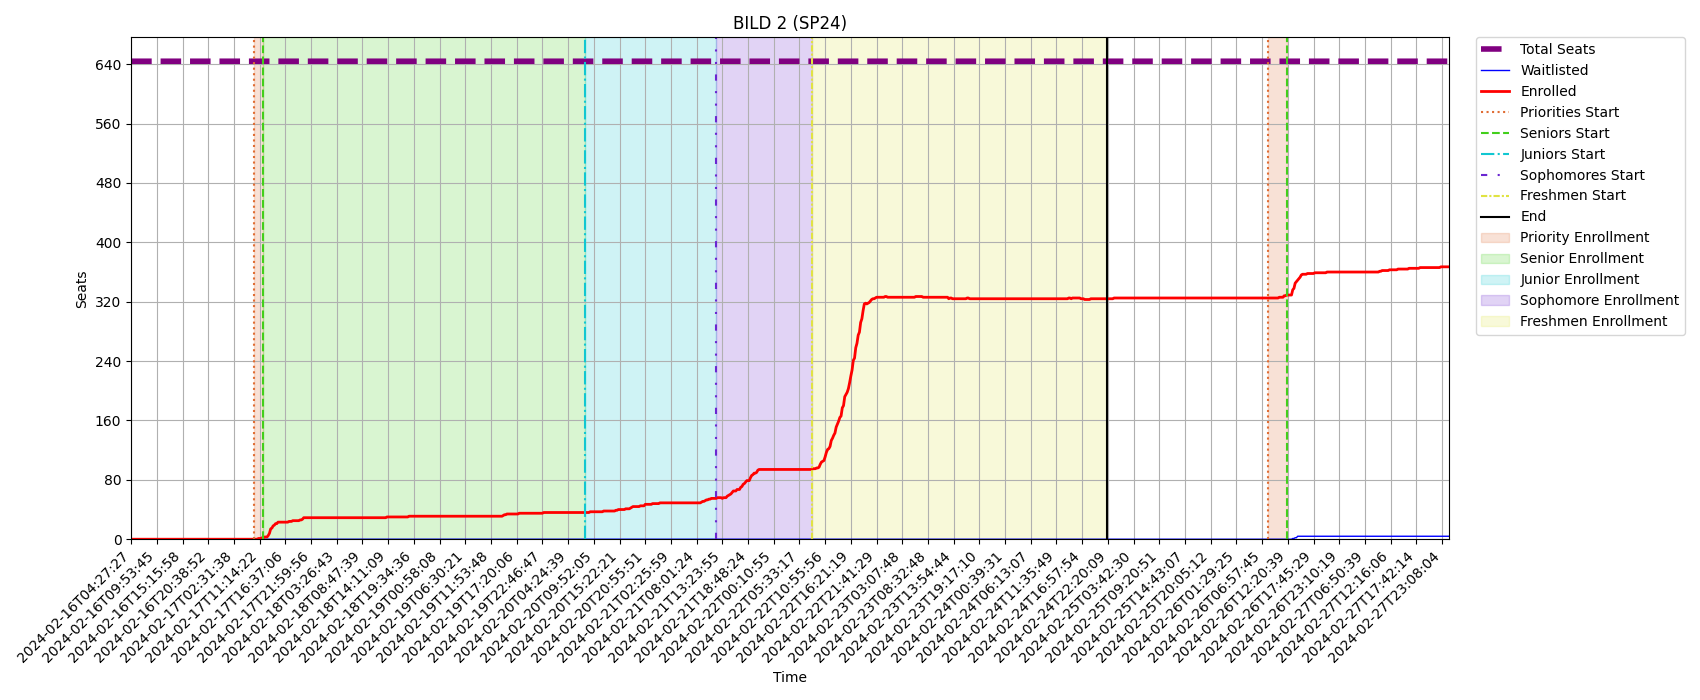 BILD 2 (SP24)
Total Seats
Waitlisted
Enrolled
Priorities Start
Seniors Start
Juniors Start
Sophomores Start
Freshmen Start
End
Priority Enrollment
Senior Enrollment
Junior Enrollment
Sophomore Enrollment
Freshmen Enrollment
Seats
640
560
480
400
320
240
160
80
0
2024-02-16T04:27:27
2024-02-16T09:53:45
2024-02-16T15:15:58
2024-02-16T20:38:52
2024-02-17T02:31:38
2024-02-17T11:14:22
2024-02-17T16:37:06
2024-02-17T21:59:56
2024-02-18T03:26:43
2024-02-18T08:47:39
2024-02-18T14:11:09
2024-02-18T19:34:36
2024-02-19T00:58:08
2024-02-19T06:30:21
2024-02-19T11:53:48
2024-02-19T17:20:06
2024-02-19T22:46:47
2024-02-20T04:24:39
2024-02-20T09:52:05
2024-02-20T15:22:21
2024-02-20T20:55:51
2024-02-21T02:25:59
2024-02-21T08:01:24
2024-02-21T13:23:55
2024-02-21T18:48:24
2024-02-22T00:10:55
2024-02-22T05:33:17
2024-02-22T10:55:56
2024-02-22T16:21:19
2024-02-22T21:41:29
2024-02-23T03:07:48
2024-02-23T08:32:48
2024-02-23T13:54:44
2024-02-23T19:17:10
2024-02-24T00:39:31
2024-02-24T06:13:07
2024-02-24T11:35:49
2024-02-24T16:57:54
2024-02-24T22:20:09
2024-02-25T03:42:30
2024-02-25T09:20:51
2024-02-25T14:43:07
2024-02-25T20:05:12
2024-02-26T01:29:25
2024-02-26T06:57:45
2024-02-26T12:20:39
2024-02-26T17:45:29
2024-02-26T23:10:19
2024-02-27T06:50:39
2024-02-27T12:16:06
2024-02-27T17:42:14
2024-02-27T23:08:04
Time